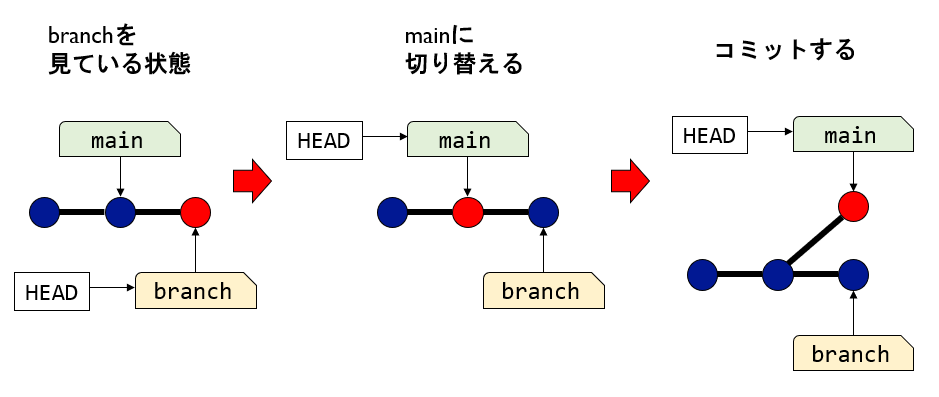 branchを
見ている状態
main
HEAD
branch
mainに
切り替える
HEAD
main
branch
コミットする
HEAD
main
branch